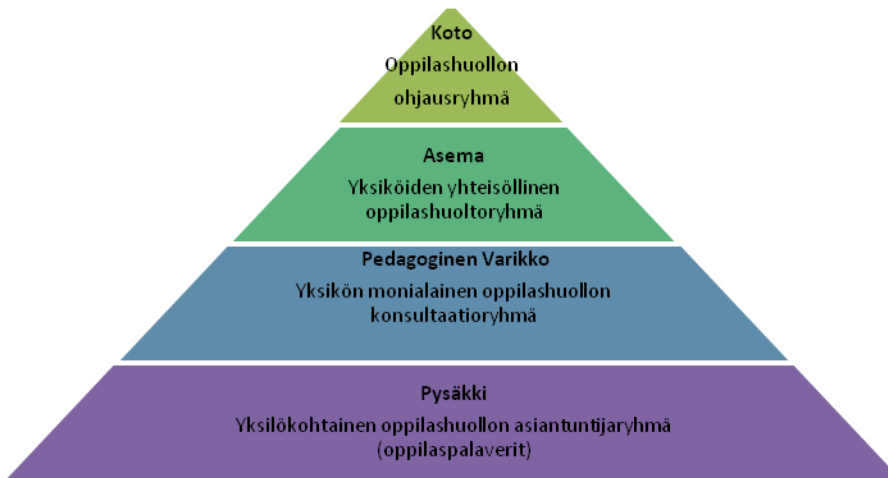 Koto
Oppilashuollon
ohjausryhmä
Asema
Yksiköiden yhteisöllinen
oppilashuoltoryhmä
Pedagoginen Varikko
Yksikön monialainen oppilashuollon
konsultaatioryhmä
Pysäkki
Yksilökohtainen oppilashuollon asiantuntijaryhmä
(oppilaspalaverit)